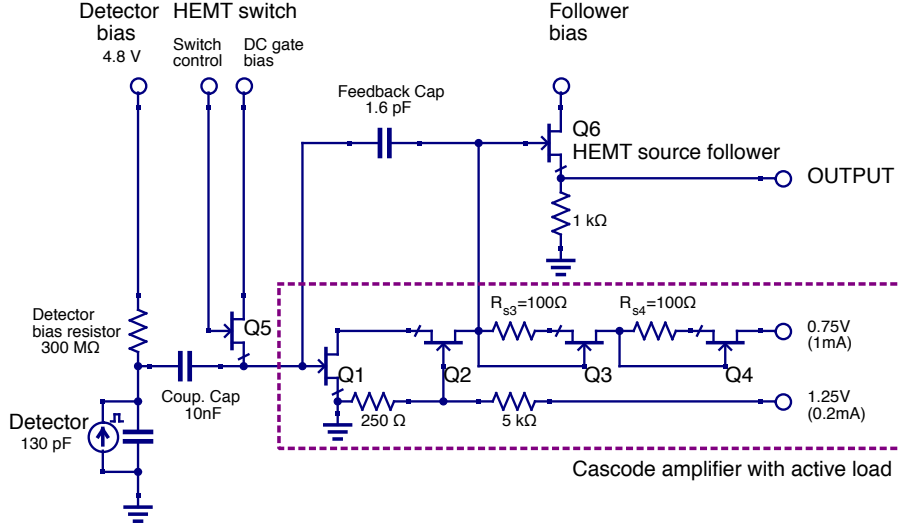 Detector
bias
4.8 V
HEMT switch
Switch
control
DC gate
bias
Follower
bias
Feedback Cap
1.6 pF
Q6
HEMT source follower
OUTPUT
1 kΩ
Detector
bias resistor
300 MΩ
Q5
Coup. Cap
10nF
Detector
130 pF
Rs3=100Ω
Rs4=100Ω
0.75V
(1mA)
Q1
Q2
Q3
Q4
250 Ω
5 kΩ
1.25V
(0.2mA)
Cascode amplifier with active load